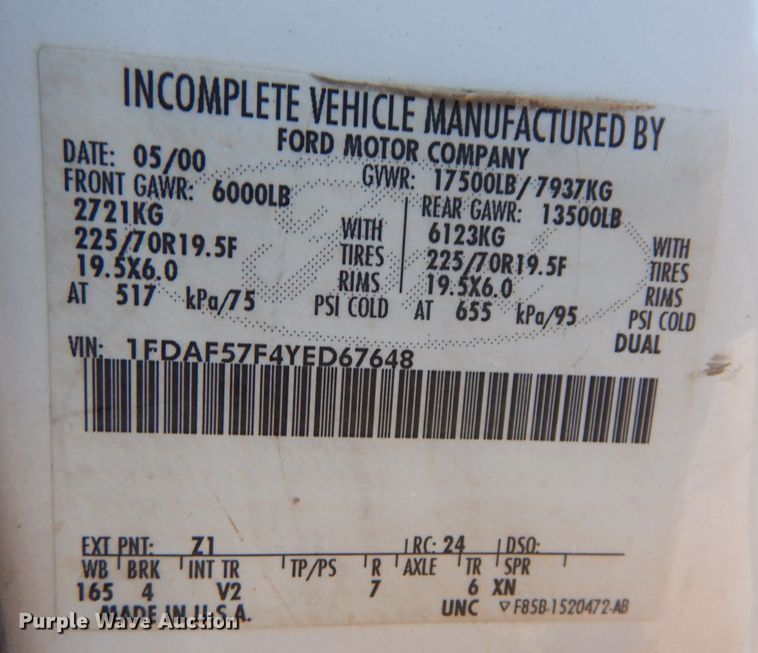 INCOMPLETE VEHICLE MANUFACTURED BY
FORD MOTOR COMPANY
DATE: 05/00 GVWR: 17500LB/ 7937KG
FRONT GAWR: 6000LB REAR GAWR: 13500LB
2721KG WITH 6123KG WITH
225/70R19.5F TIRES 225/70R19.5F TIRES
19.5X6.0 RIMS 19.5X6.0 RIMS
AT 517 kPa/75 PSI COLD AT 655 kPa/95 PSI COLD
DUAL
VIN: 1FDAF57F4YED67648
EXT PNT: Z1 RC: 24 DSO:
WB BRK INT TR TP/PS R AXLE TR SPR
165 4 V2 7 6 XN
MADE IN U.S.A. UNC ▽ F85B-1520472-AB
Purple Wave Auction